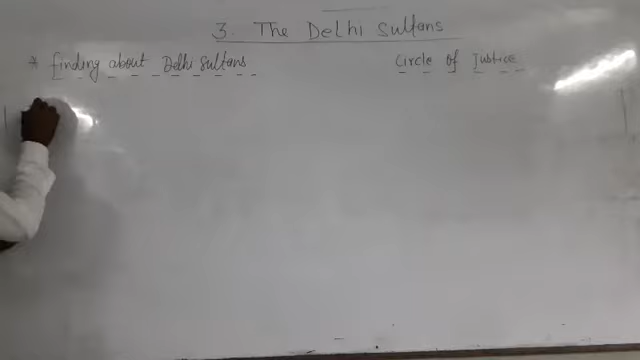 3. The Delhi Sultans
* Finding about Delhi Sultans
Circle of Justice